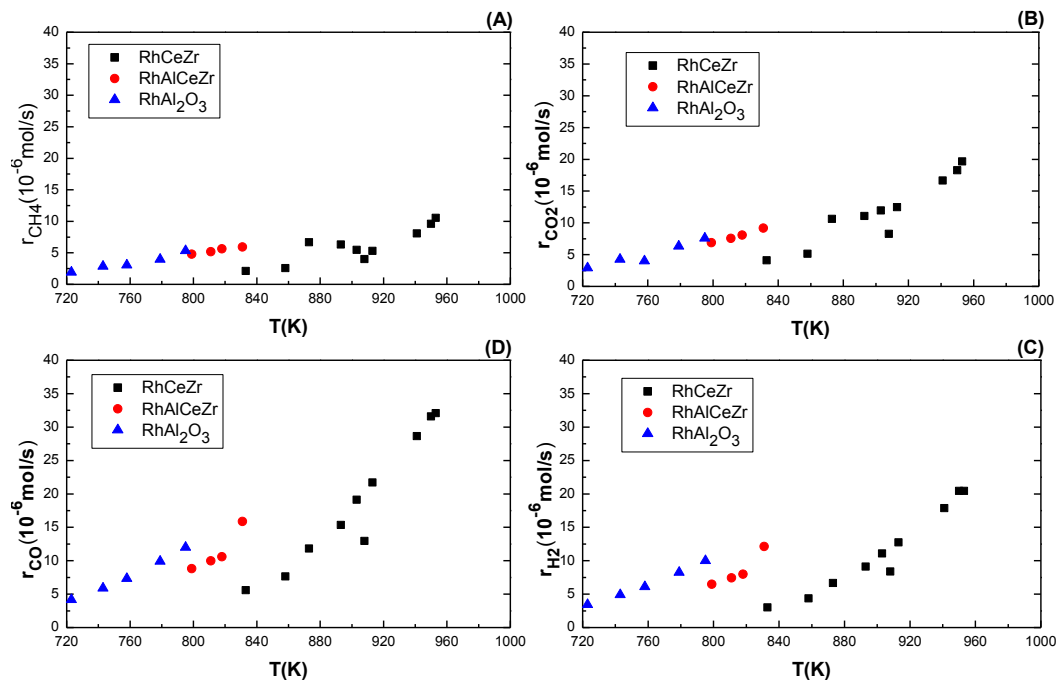 (A)
40
35
30
25
20
15
10
5
0
r_CH4(10^-6mol/s)
RhCeZr
RhAlCeZr
RhAl₂O₃
720 760 800 840 880 920 960 1000
T(K)
(B)
40
35
30
25
20
15
10
5
0
r_CO2(10^-6mol/s)
RhCeZr
RhAlCeZr
RhAl₂O₃
720 760 800 840 880 920 960 1000
T(K)
(D)
40
35
30
25
20
15
10
5
0
r_CO(10^-6mol/s)
RhCeZr
RhAlCeZr
RhAl₂O₃
720 760 800 840 880 920 960 1000
T(K)
(C)
40
35
30
25
20
15
10
5
0
r_H2(10^-6mol/s)
RhCeZr
RhAlCeZr
RhAl₂O₃
720 760 800 840 880 920 960 1000
T(K)